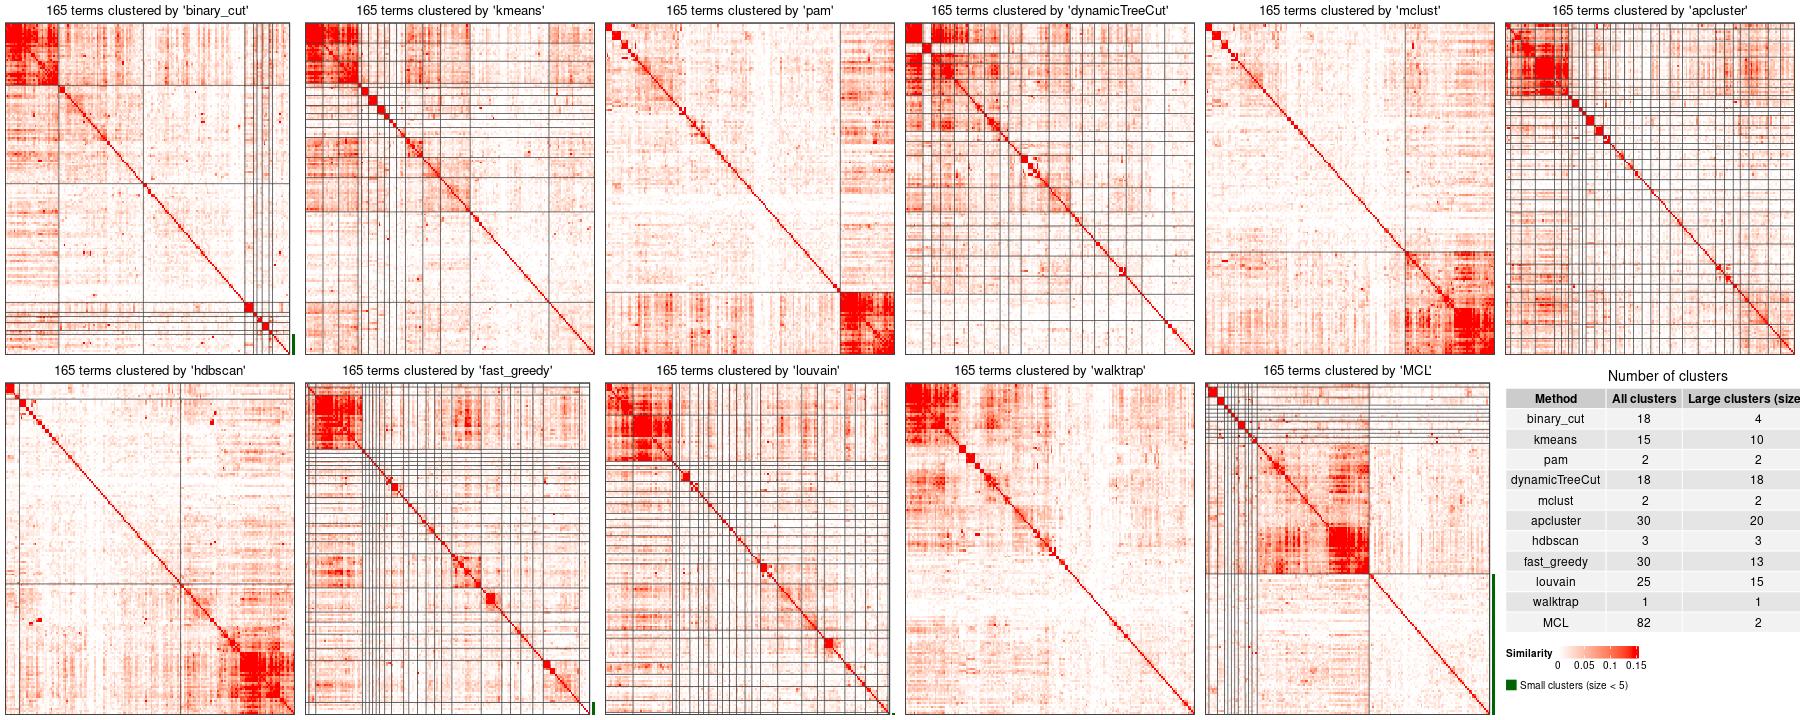 165 terms clustered by 'binary_cut'
165 terms clustered by 'kmeans'
165 terms clustered by 'pam'
165 terms clustered by 'dynamicTreeCut'
165 terms clustered by 'mclust'
165 terms clustered by 'apcluster'
165 terms clustered by 'hdbscan'
165 terms clustered by 'fast_greedy'
165 terms clustered by 'louvain'
165 terms clustered by 'walktrap'
165 terms clustered by 'MCL'
Number of clusters
Method All clusters Large clusters (size
binary_cut 18 4
kmeans 15 10
pam 2 2
dynamicTreeCut 18 18
mclust 2 2
apcluster 30 20
hdbscan 3 3
fast_greedy 30 13
louvain 25 15
walktrap 1 1
MCL 82 2
Similarity
0 0.05 0.1 0.15
Small clusters (size < 5)